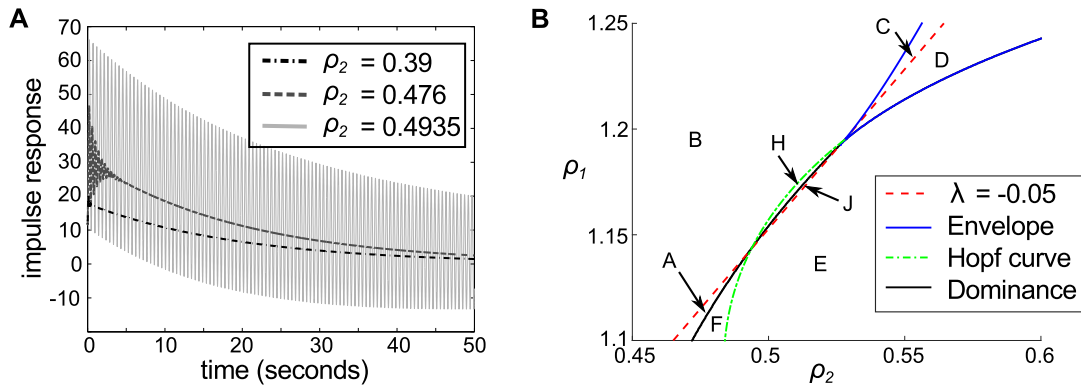 A
impulse response
70
60
50
40
30
20
10
0
-10
0
10
20
30
40
50
time (seconds)
ρ2 = 0.39
ρ2 = 0.476
ρ2 = 0.4935
B
ρ1
1.25
1.2
1.15
1.1
0.45
0.5
0.55
0.6
ρ2
C
D
B
H
J
A
E
F
λ = -0.05
Envelope
Hopf curve
Dominance